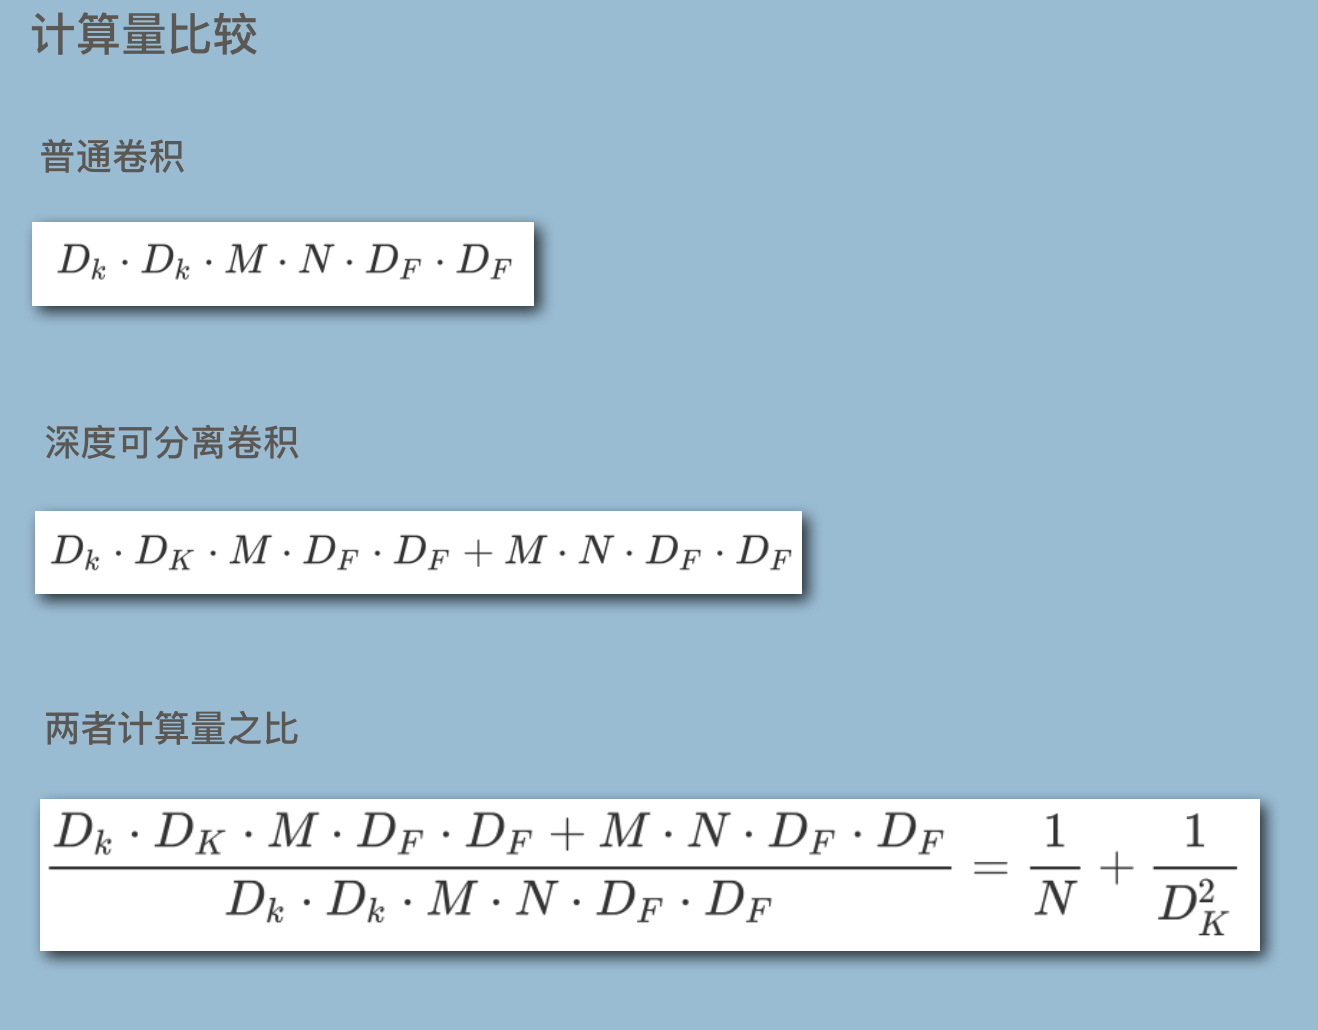 计算量比较
普通卷积
$D_k \cdot D_k \cdot M \cdot N \cdot D_F \cdot D_F$
深度可分离卷积
$D_k \cdot D_K \cdot M \cdot D_F \cdot D_F + M \cdot N \cdot D_F \cdot D_F$
两者计算量之比
$\frac{D_k \cdot D_K \cdot M \cdot D_F \cdot D_F + M \cdot N \cdot D_F \cdot D_F}{D_k \cdot D_k \cdot M \cdot N \cdot D_F \cdot D_F} = \frac{1}{N} + \frac{1}{D_K^2}$